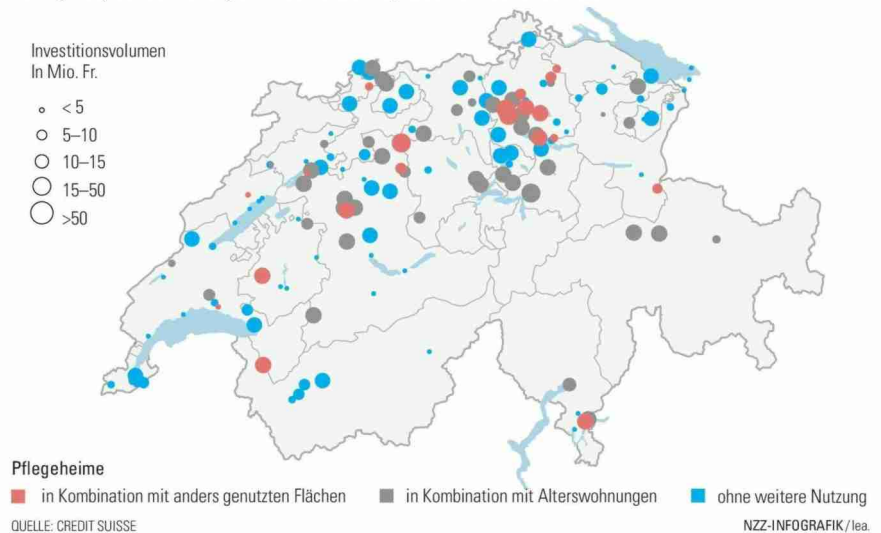 Investitionsvolumen
In Mio. Fr.
< 5
5–10
10–15
15–50
>50
Pflegeheime
in Kombination mit anders genutzten Flächen
in Kombination mit Alterswohnungen
ohne weitere Nutzung
QUELLE: CREDIT SUISSE
NZZ-INFOGRAFIK/lea.